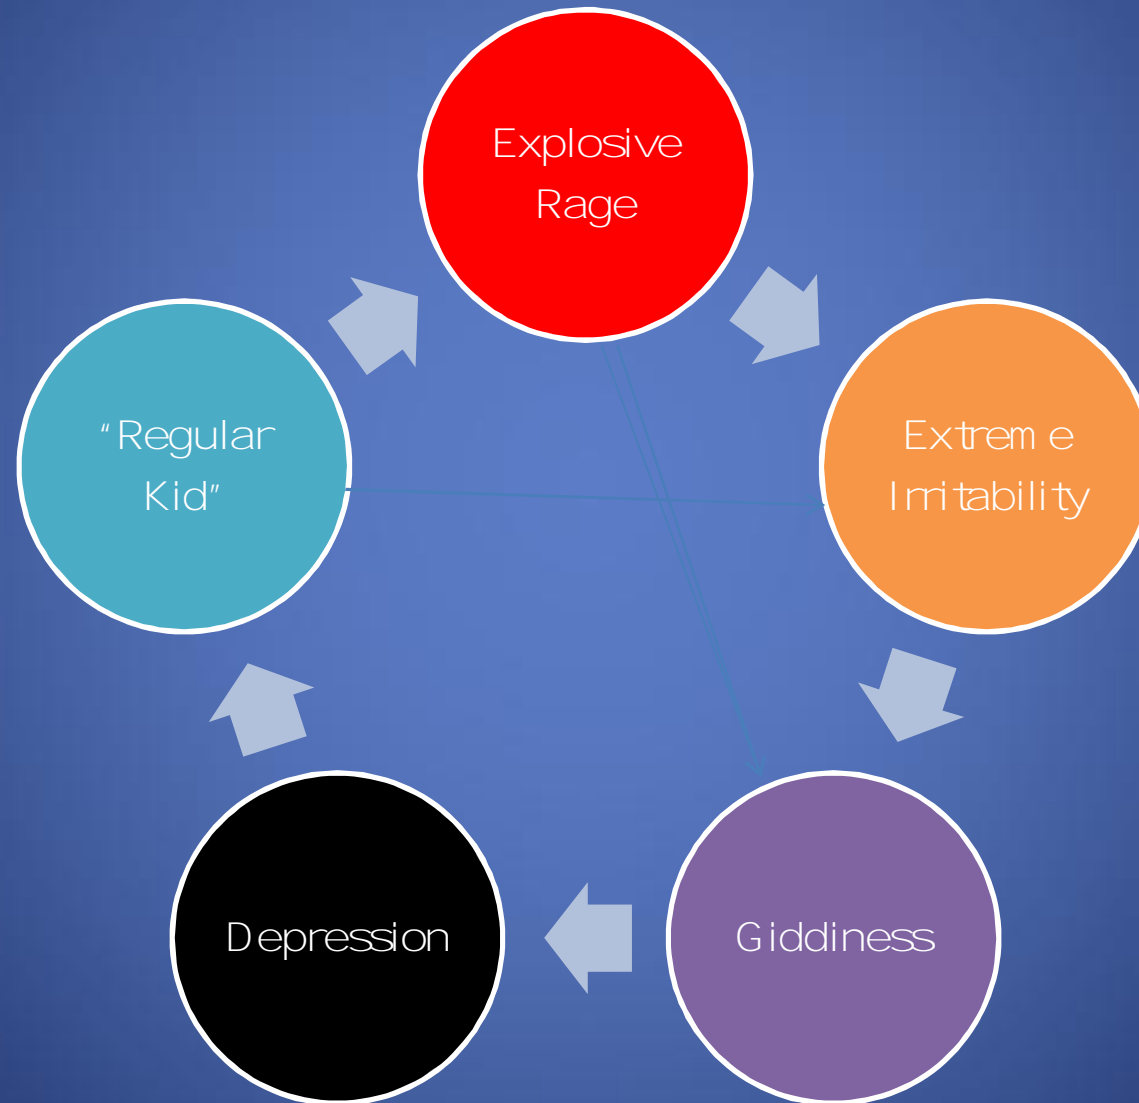 Explosive
Rage
Extreme
Irritability
Giddiness
Depression
"Regular
Kid"